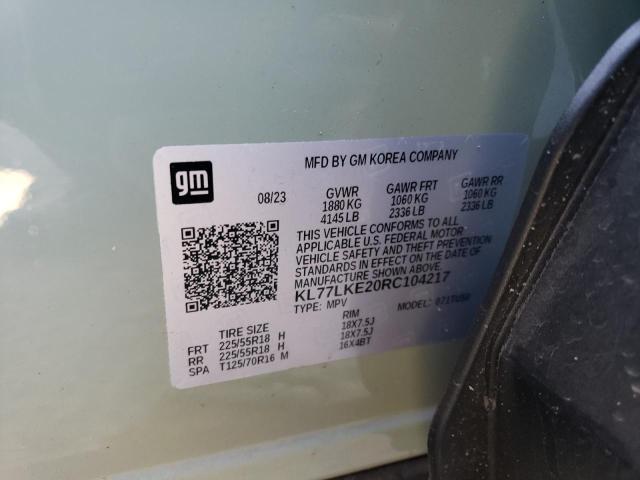 gm
MFD BY GM KOREA COMPANY
08/23 GVWR GAWR FRT GAWR RR
1880 KG 1060 KG 1060 KG
4145 LB 2336 LB 2336 LB
THIS VEHICLE CONFORMS TO ALL
APPLICABLE U.S. FEDERAL MOTOR
VEHICLE SAFETY AND THEFT PREVENTION
STANDARDS IN EFFECT ON THE DATE OF
MANUFACTURE SHOWN ABOVE.
KL77LKE20RC104217
TYPE: MPV MODEL:
TIRE SIZE RIM
FRT 225/55R18 H 18X7.5J
RR 225/55R18 H 18X7.5J
SPA T125/70R16 M 16X4BT